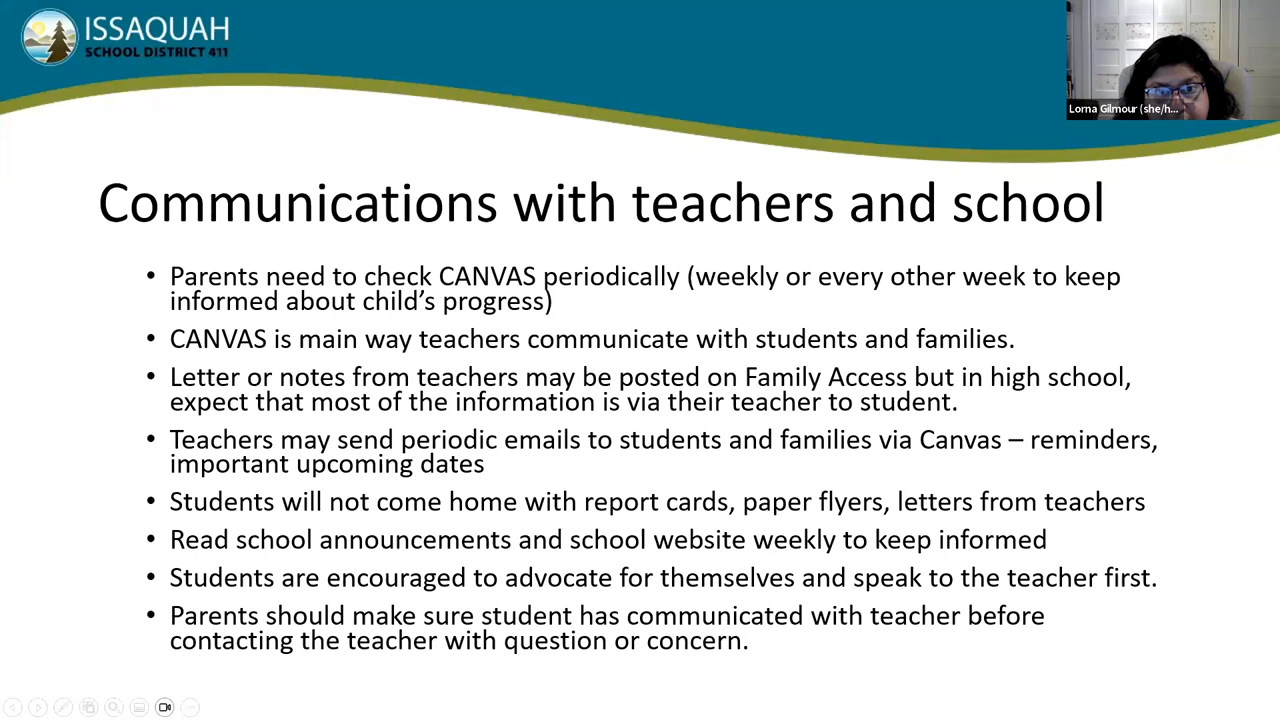 ISSAQUAH
SCHOOL DISTRICT 411
Lorna Gilmour (she/h...
Communications with teachers and school
• Parents need to check CANVAS periodically (weekly or every other week to keep
informed about child's progress)
• CANVAS is main way teachers communicate with students and families.
• Letter or notes from teachers may be posted on Family Access but in high school,
expect that most of the information is via their teacher to student.
• Teachers may send periodic emails to students and families via Canvas – reminders,
important upcoming dates
• Students will not come home with report cards, paper flyers, letters from teachers
• Read school announcements and school website weekly to keep informed
• Students are encouraged to advocate for themselves and speak to the teacher first.
• Parents should make sure student has communicated with teacher before
contacting the teacher with question or concern.